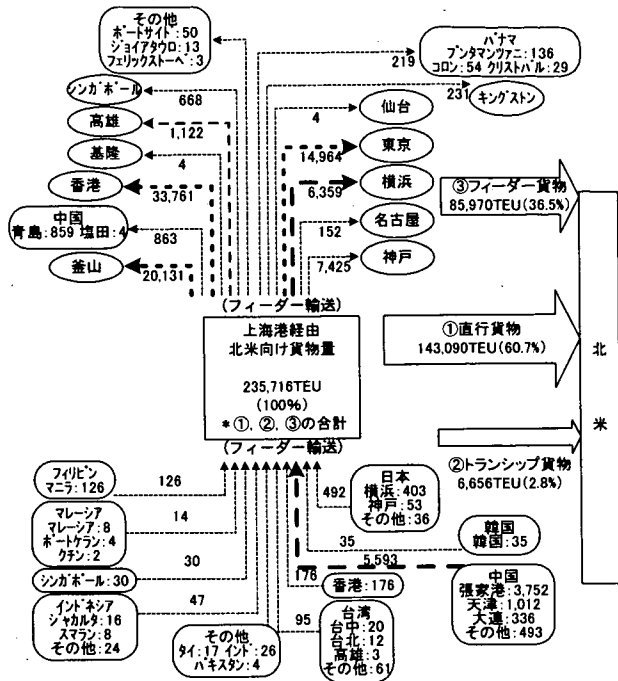 その他
ポートサイド:50
ジョイアタウロ:13
フェリックストーベ:3
219
パナマ
ブンタマンツァニ:136
コロン:54 クリストバル:29
231
キングストン
シンガポール
668
高雄
1,122
基隆
4
香港
33,761
中国
青島:859 塩田:4
863
釜山
20,131
4
仙台
14,964
東京
6,359
横浜
152
名古屋
7,425
神戸
③フィーダー貨物
85,970TEU(36.5%)
(フィーダー輸送)
上海港経由
北米向け貨物量
235,716TEU
(100%)
*①, ②, ③の合計
(フィーダー輸送)
①直行貨物
143,090TEU(60.7%)
北
米
②トランシップ貨物
6,656TEU(2.8%)
フィリピン
マニラ:126
126
マレーシア
マレーシア:8
ポートケラン:4
クチン:2
14
シンガポール:30
30
インドネシア
ジャカルタ:16
スマラン:8
その他:24
47
その他
タイ:17 インド:26
パキスタン:4
95
台湾
台中:20
台北:12
高雄:3
その他:61
176
香港:176
492
日本
横浜:403
神戸:53
その他:36
35
韓国
韓国:35
5,593
中国
張家港:3,752
天津:1,012
大連:336
その他:493